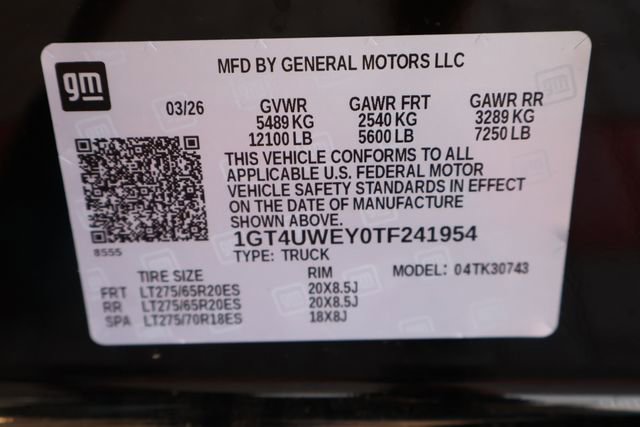 gm
MFD BY GENERAL MOTORS LLC
03/26 GVWR GAWR FRT GAWR RR
5489 KG 2540 KG 3289 KG
12100 LB 5600 LB 7250 LB
THIS VEHICLE CONFORMS TO ALL
APPLICABLE U.S. FEDERAL MOTOR
VEHICLE SAFETY STANDARDS IN EFFECT
ON THE DATE OF MANUFACTURE
SHOWN ABOVE.
8555
1GT4UWEY0TF241954
TYPE: TRUCK MODEL: 04TK30743
TIRE SIZE RIM
FRT LT275/65R20ES 20X8.5J
RR LT275/65R20ES 20X8.5J
SPA LT275/70R18ES 18X8J